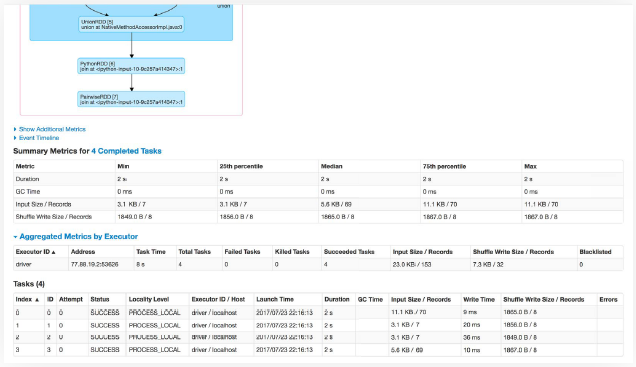 union
UnionRDD [5]
union at NativeMethodAccessorImpl.java:0
PythonRDD [6]
join at <ipython-input-10-9c257a414347>:1
PairwiseRDD [7]
join at <ipython-input-10-9c257a414347>:1
Show Additional Metrics
Event Timeline
Summary Metrics for 4 Completed Tasks
Metric Min 25th percentile Median 75th percentile Max
Duration 2 s 2 s 2 s 2 s 2 s
GC Time 0 ms 0 ms 0 ms 0 ms 0 ms
Input Size / Records 3.1 KB / 7 3.1 KB / 7 5.6 KB / 69 11.1 KB / 70 11.1 KB / 70
Shuffle Write Size / Records 1849.0 B / 8 1856.0 B / 8 1865.0 B / 8 1867.0 B / 8 1867.0 B / 8
Aggregated Metrics by Executor
Executor ID Address Task Time Total Tasks Failed Tasks Killed Tasks Succeeded Tasks Input Size / Records Shuffle Write Size / Records Blacklisted
driver 77.88.19.2:53626 8 s 4 0 0 4 23.0 KB / 153 7.3 KB / 32 0
Tasks (4)
Index ID Attempt Status Locality Level Executor ID / Host Launch Time Duration GC Time Input Size / Records Write Time Shuffle Write Size / Records Errors
0 0 0 SUCCESS PROCESS_LOCAL driver / localhost 2017/07/23 22:16:13 2 s 11.1 KB / 70 9 ms 1865.0 B / 8
1 1 0 SUCCESS PROCESS_LOCAL driver / localhost 2017/07/23 22:16:13 2 s 3.1 KB / 7 20 ms 1856.0 B / 8
2 2 0 SUCCESS PROCESS_LOCAL driver / localhost 2017/07/23 22:16:13 2 s 3.1 KB / 7 36 ms 1849.0 B / 8
3 3 0 SUCCESS PROCESS_LOCAL driver / localhost 2017/07/23 22:16:13 2 s 5.6 KB / 69 10 ms 1867.0 B / 8